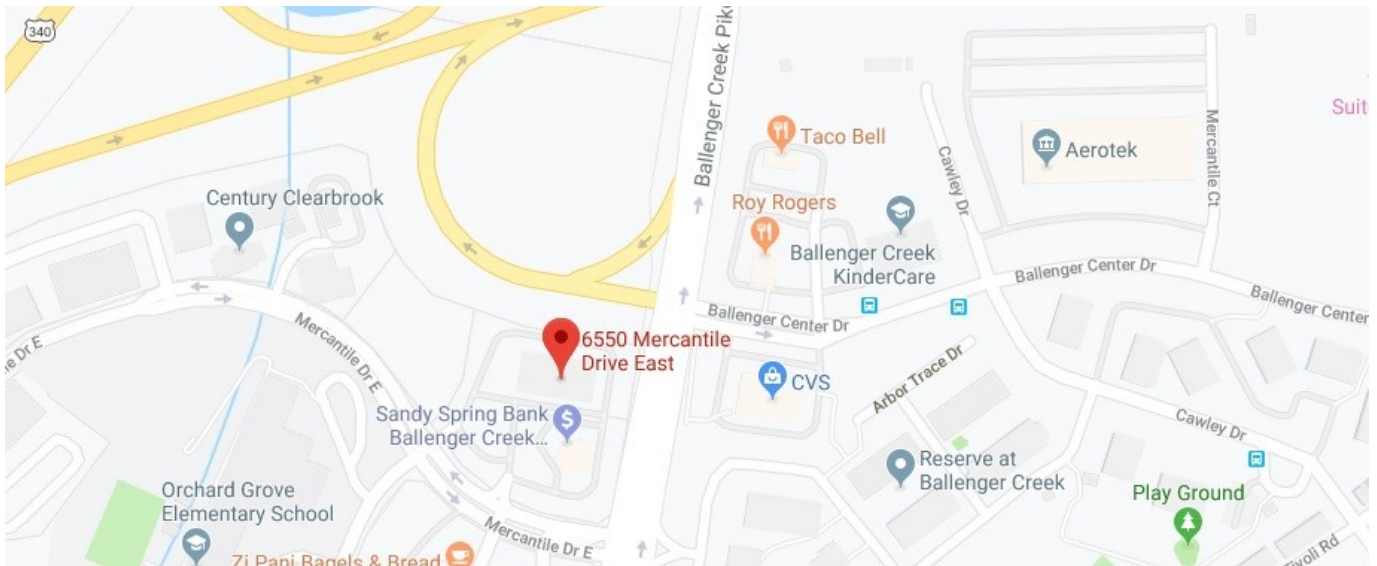 340
Ballenger Creek Pike
Suit
Taco Bell
Aerotek
Mercantile Ct
Cawley Dr
Century Clearbrook
Roy Rogers
Ballenger Creek
KinderCare
Ballenger Center Dr
Ballenger Center
Mercantile Dr E
Ballenger Center Dr
e Dr E
6550 Mercantile
Drive East
CVS
Arbor Trace Dr
Sandy Spring Bank
Ballenger Creek...
Cawley Dr
Reserve at
Ballenger Creek
Play Ground
Orchard Grove
Elementary School
Mercantile Dr E
Zi Pani Bagels & Bread
Tivoli Rd